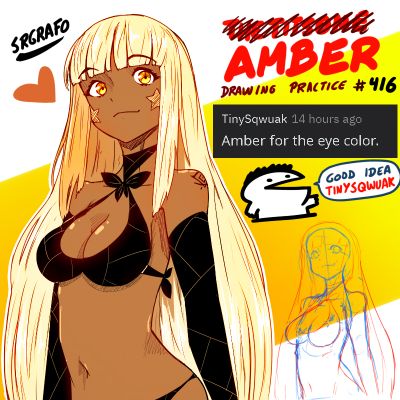 SRGRAFO
AMBER
DRAWING PRACTICE #416
TinySqwuak 14 hours ago
Amber for the eye color.
GOOD IDEA
TINYSQWUAK